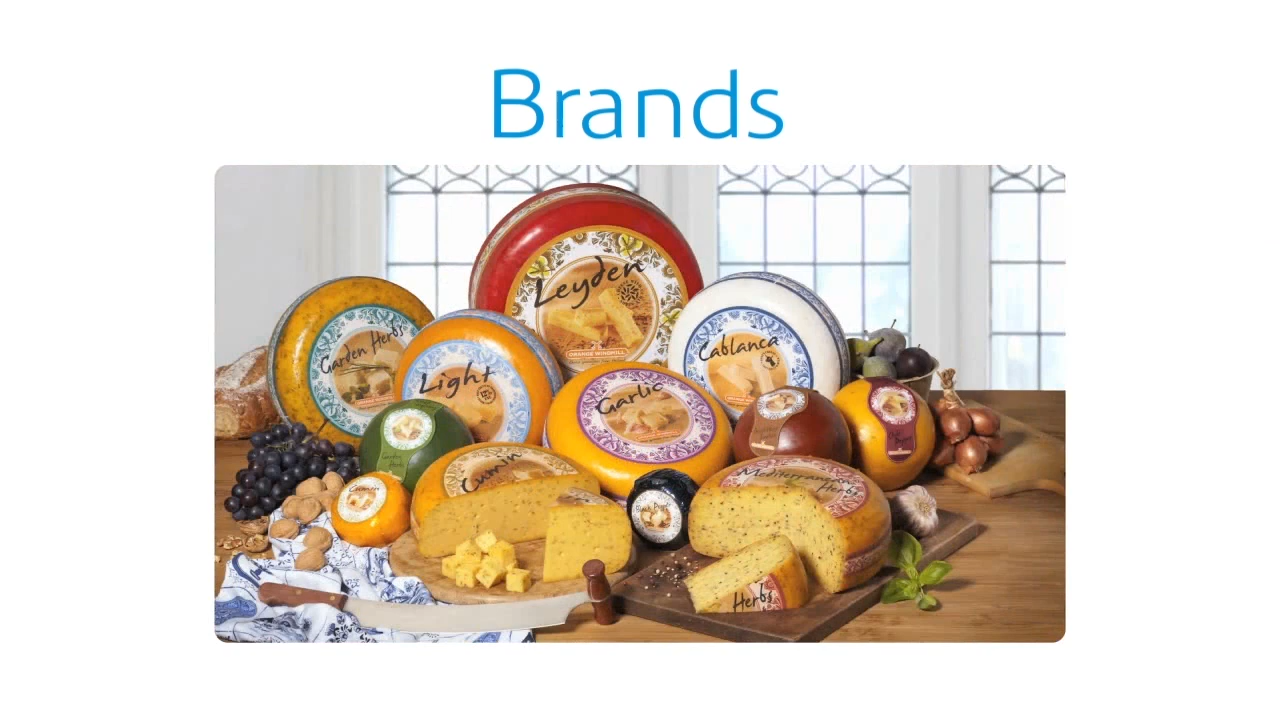 Brands
Leyden
ORANGE WINDMILL
Garden Herbs
Cablanca
Light
Garlic
Cumin
Mediterranean
Herbs
Herbs